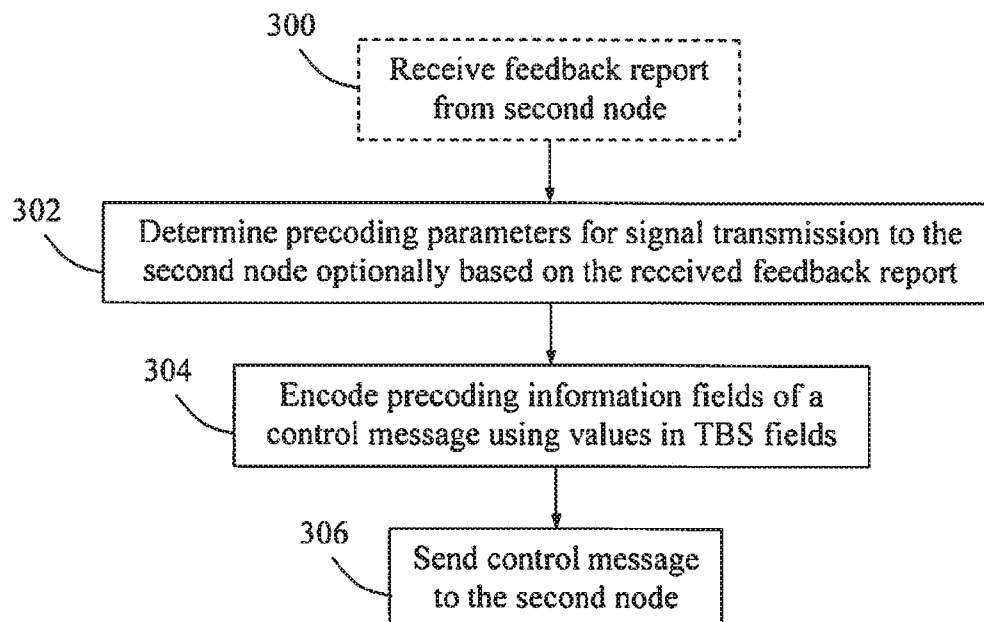 300
Receive feedback report
from second node
302
Determine precoding parameters for signal transmission to the
second node optionally based on the received feedback report
304
Encode precoding information fields of a
control message using values in TBS fields
306
Send control message
to the second node